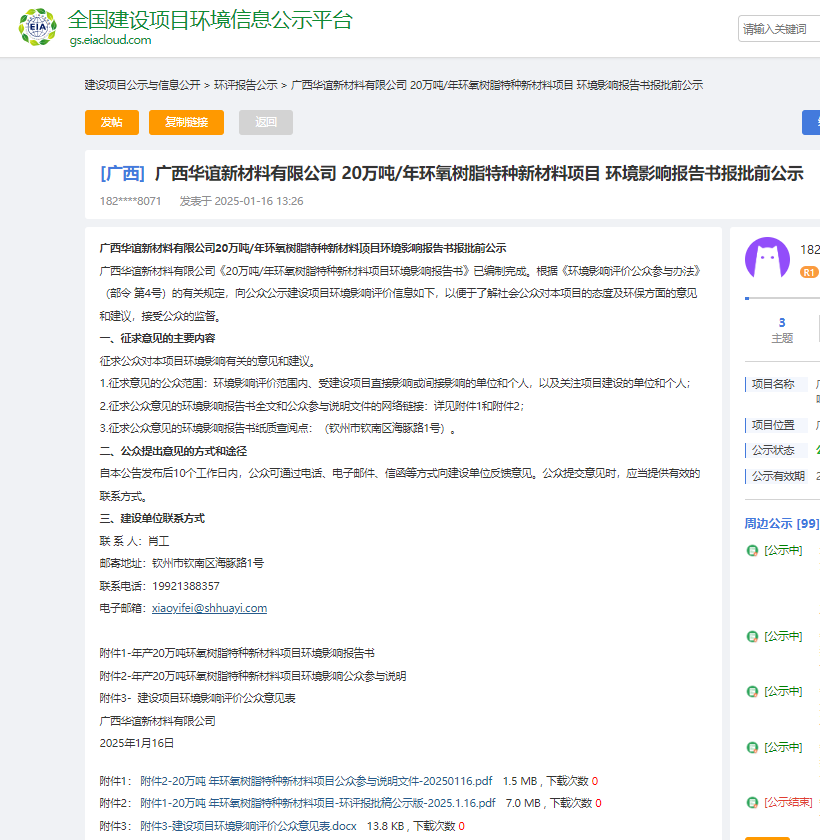 EIA
全国建设项目环境信息公示平台
gs.eiacloud.com
请输入关键词
建设项目公示与信息公开 > 环评报告公示 > 广西华谊新材料有限公司 20万吨/年环氧树脂特种新材料项目 环境影响报告书报批前公示
发帖 复制链接 返回
[广西] 广西华谊新材料有限公司 20万吨/年环氧树脂特种新材料项目 环境影响报告书报批前公示
182****8071 发表于 2025-01-16 13:26
广西华谊新材料有限公司20万吨/年环氧树脂特种新材料项目环境影响报告书报批前公示
广西华谊新材料有限公司《20万吨/年环氧树脂特种新材料项目环境影响报告书》已编制完成。根据《环境影响评价公众参与办法》
（部令 第4号）的有关规定，向公众公示建设项目环境影响评价信息如下，以便于了解社会公众对本项目的态度及环保方面的意见
和建议，接受公众的监督。
一、征求意见的主要内容
征求公众对本项目环境影响有关的意见和建议。
1.征求意见的公众范围：环境影响评价范围内、受建设项目直接影响或间接影响的单位和个人，以及关注项目建设的单位和个人；
2.征求公众意见的环境影响报告书全文和公众参与说明文件的网络链接：详见附件1和附件2；
3.征求公众意见的环境影响报告书纸质查阅点：（钦州市钦南区海豚路1号）。
二、公众提出意见的方式和途径
自本公告发布后10个工作日内，公众可通过电话、电子邮件、信函等方式向建设单位反馈意见。公众提交意见时，应当提供有效的
联系方式。
三、建设单位联系方式
联 系 人：肖工
邮寄地址：钦州市钦南区海豚路1号
联系电话：19921388357
电子邮箱：xiaoyifei@shhuayi.com
附件1-年产20万吨环氧树脂特种新材料项目环境影响报告书
附件2-年产20万吨环氧树脂特种新材料项目环境影响公众参与说明
附件3- 建设项目环境影响评价公众意见表
广西华谊新材料有限公司
2025年1月16日
附件1： 附件2-20万吨 年环氧树脂特种新材料项目公众参与说明文件-20250116.pdf 1.5 MB , 下载次数 0
附件2： 附件1-20万吨 年环氧树脂特种新材料项目-环评报批稿公示版-2025.1.16.pdf 7.0 MB , 下载次数 0
附件3： 附件3-建设项目环境影响评价公众意见表.docx 13.8 KB , 下载次数 0
182
R1
3
主题
项目名称
项目位置
公示状态
公示有效期 2
周边公示 [99]
[公示中]
[公示中]
[公示中]
[公示中]
[公示结束]